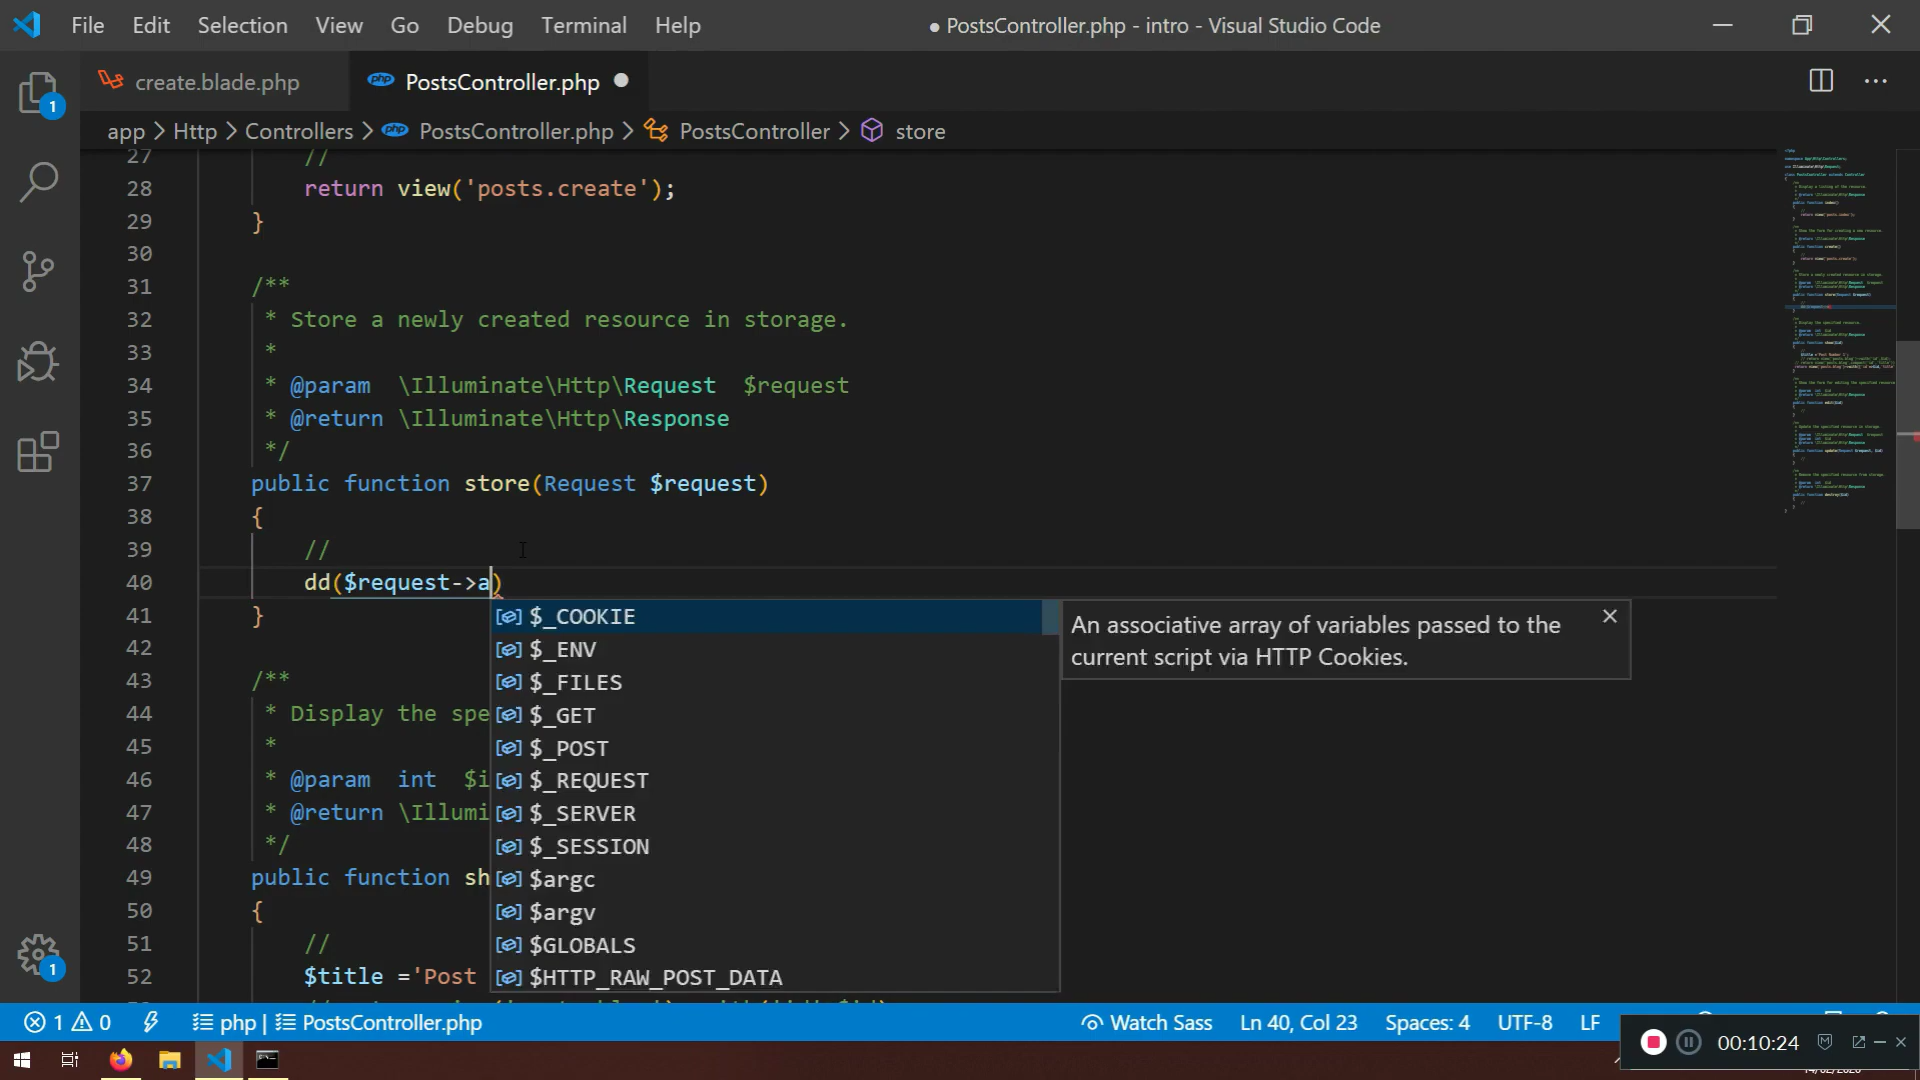 File Edit Selection View Go Debug Terminal Help
● PostsController.php - intro - Visual Studio Code
create.blade.php
php PostsController.php ●
app > Http > Controllers > php PostsController.php > PostsController > store
27 //
28 return view('posts.create');
29 }
30
31 /**
32 * Store a newly created resource in storage.
33 *
34 * @param \Illuminate\Http\Request $request
35 * @return \Illuminate\Http\Response
36 */
37 public function store(Request $request)
38 {
39 //
40 dd($request->a)
41 }
42
43 /**
44 * Display the spe
45 *
46 * @param int $i
47 * @return \Illumi
48 */
49 public function sh
50 {
51 //
52 $title ='Post
$_COOKIE
$_ENV
$_FILES
$_GET
$_POST
$_REQUEST
$_SERVER
$_SESSION
$argc
$argv
$GLOBALS
$HTTP_RAW_POST_DATA
An associative array of variables passed to the
current script via HTTP Cookies.
1
1
1 0 php | PostsController.php
Watch Sass Ln 40, Col 23 Spaces: 4 UTF-8 LF
00:10:24